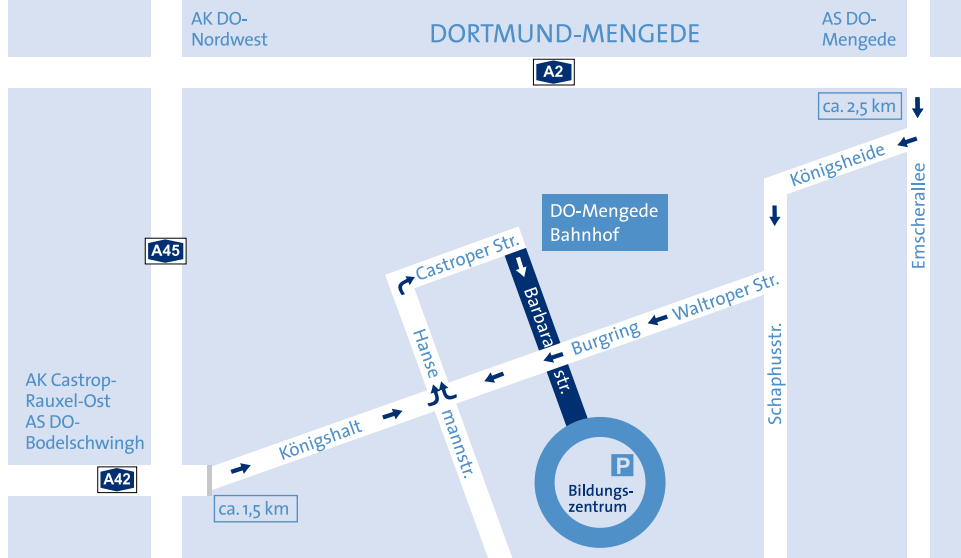 AK DO-
Nordwest
DORTMUND-MENGEDE
AS DO-
Mengede
A2
ca. 2,5 km
Königsheide
Emscherallee
DO-Mengede
Bahnhof
A45
Castroper Str.
Barbara
str.
Waltroper Str.
Burgring
Schaphusstr.
Hanse
mannstr.
AK Castrop-
Rauxel-Ost
AS DO-
Bodelschwingh
Königshalt
A42
ca. 1,5 km
P
Bildungs-
zentrum